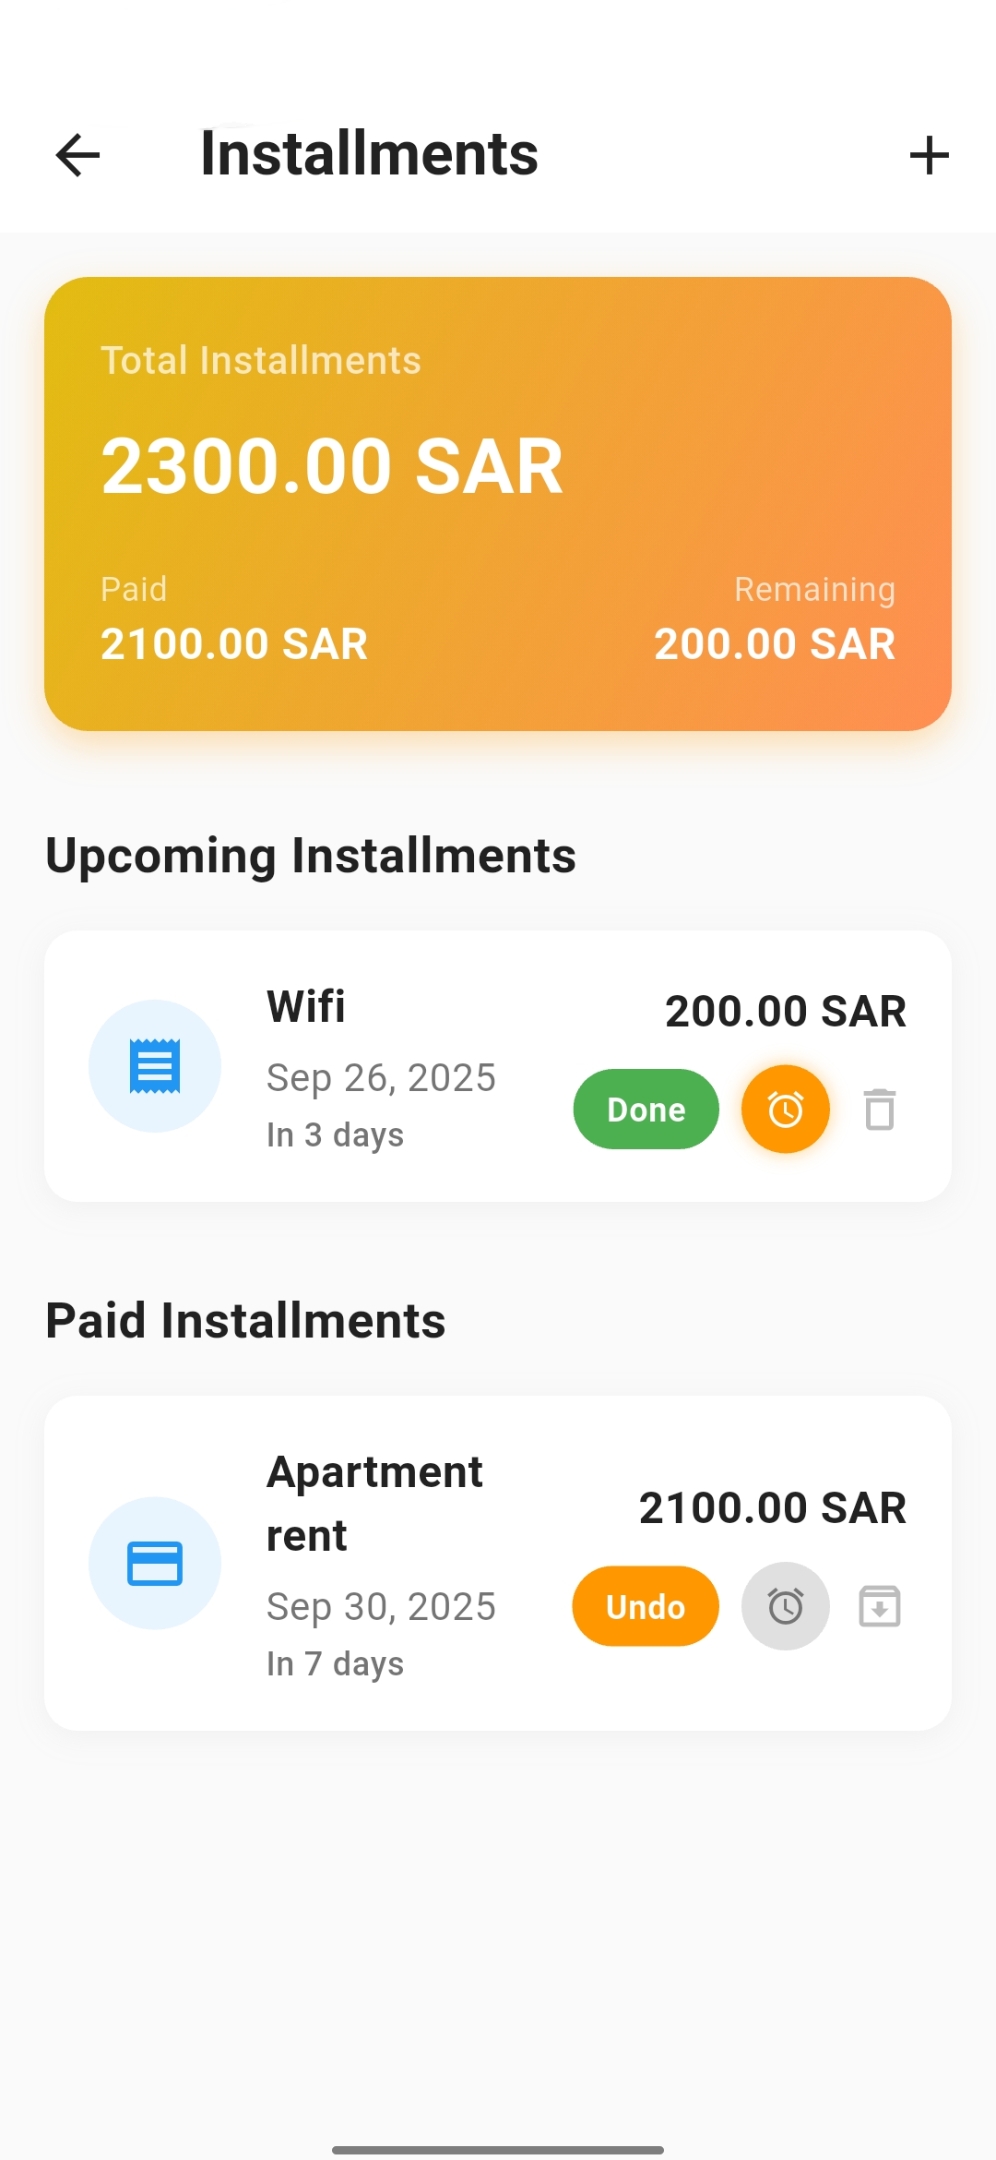 Installments
Total Installments
2300.00 SAR
Paid
Remaining
2100.00 SAR
200.00 SAR
Upcoming Installments
Wifi
200.00 SAR
Sep 26, 2025
Done
In 3 days
Paid Installments
Apartment
rent
2100.00 SAR
Sep 30, 2025
Undo
In 7 days